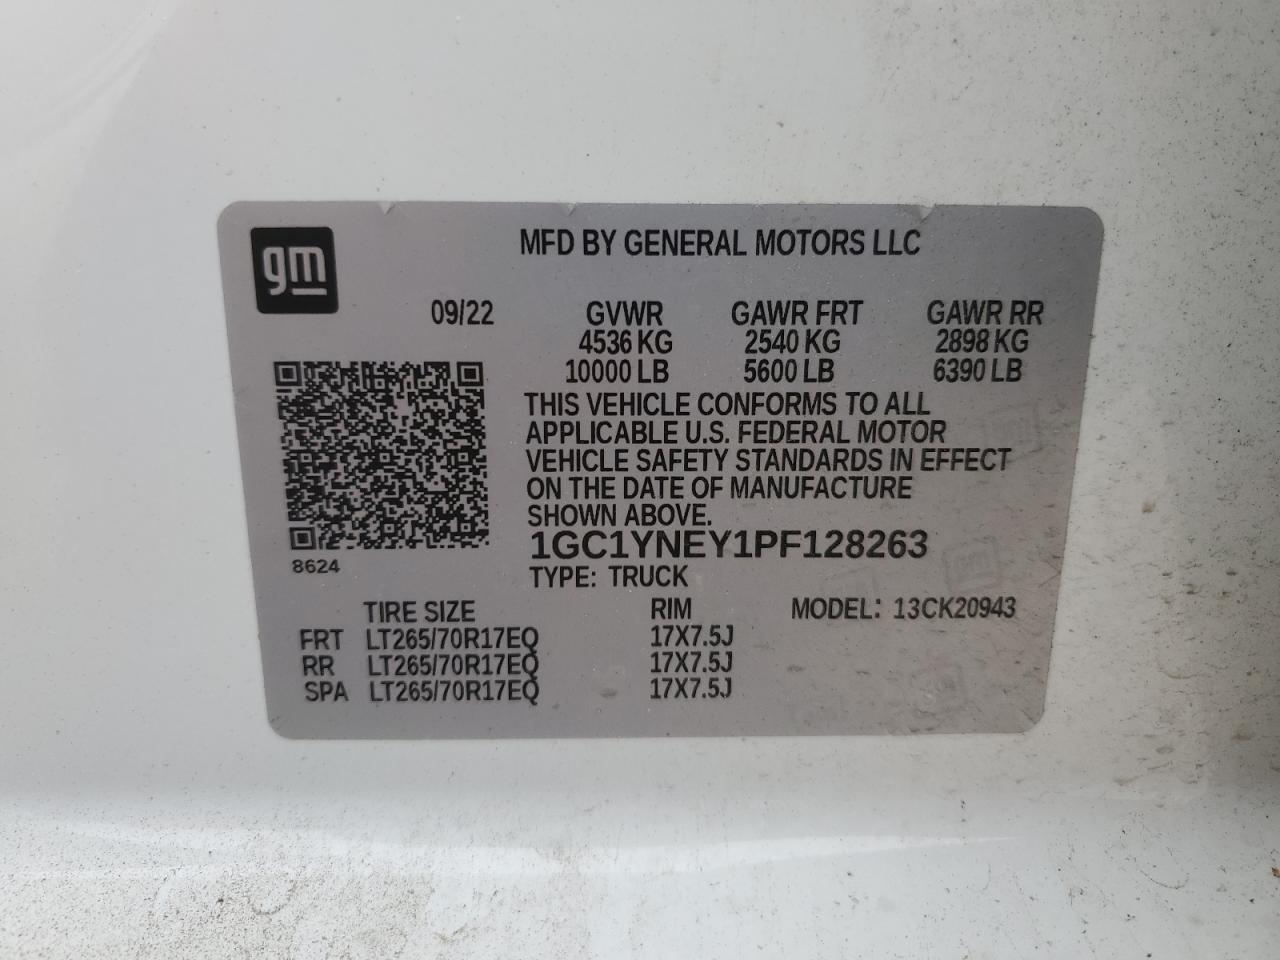 gm
MFD BY GENERAL MOTORS LLC
09/22 GVWR GAWR FRT GAWR RR
4536 KG 2540 KG 2898 KG
10000 LB 5600 LB 6390 LB
THIS VEHICLE CONFORMS TO ALL
APPLICABLE U.S. FEDERAL MOTOR
VEHICLE SAFETY STANDARDS IN EFFECT
ON THE DATE OF MANUFACTURE
SHOWN ABOVE.
1GC1YNEY1PF128263
8624
TYPE: TRUCK
TIRE SIZE RIM MODEL: 13CK20943
FRT LT265/70R17EQ 17X7.5J
RR LT265/70R17EQ 17X7.5J
SPA LT265/70R17EQ 17X7.5J